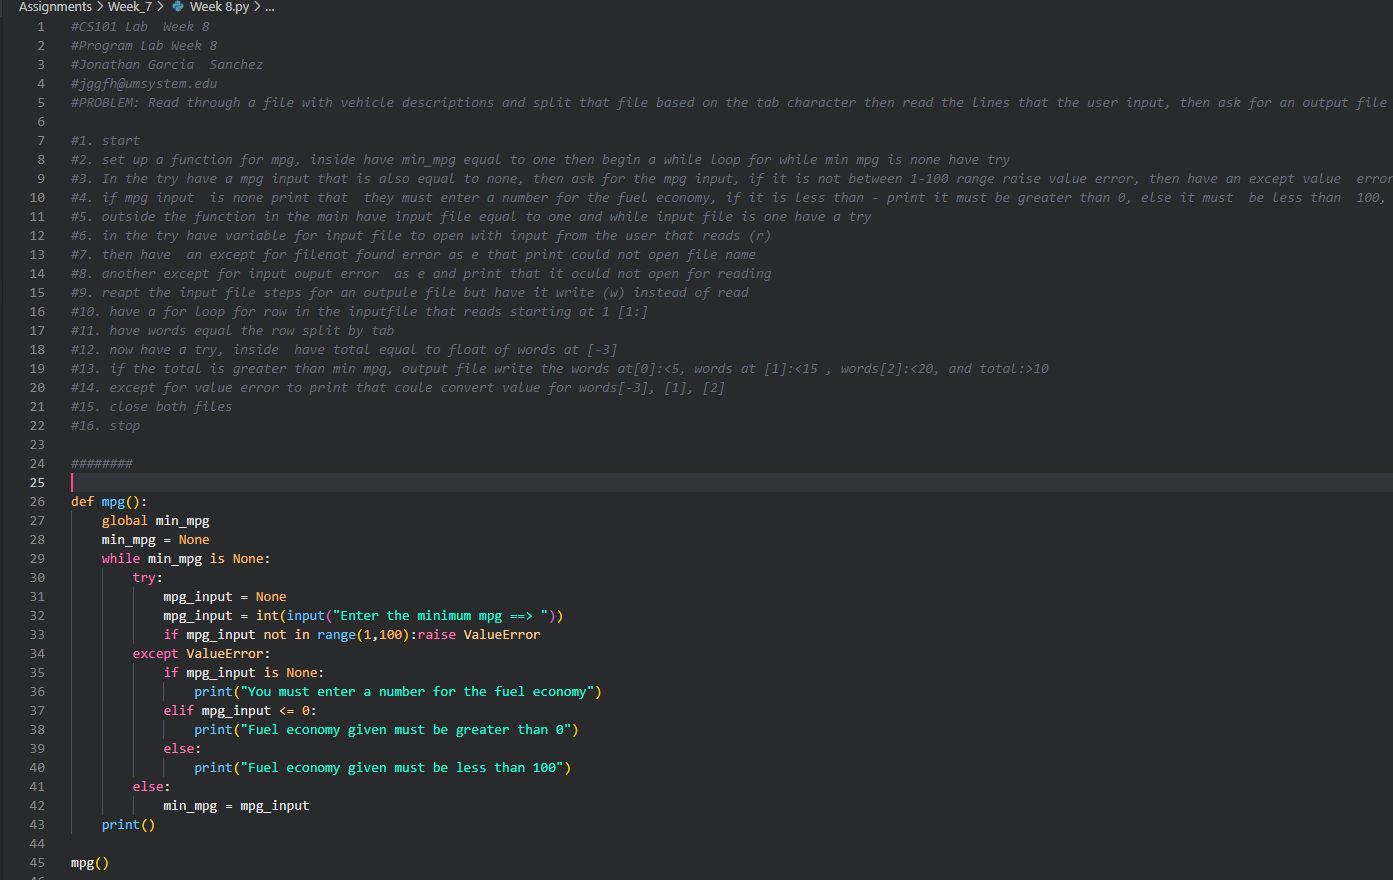 Assignments > Week_7 > Week 8.py > ...
1 #CS101 Lab  Week 8
2 #Program Lab Week 8
3 #Jonathan Garcia  Sanchez
4 #jggfh@umsystem.edu
5 #PROBLEM: Read through a file with vehicle descriptions and split that file based on the tab character then read the lines that the user input, then ask for an output file
6
7 #1. start
8 #2. set up a function for mpg, inside have min_mpg equal to one then begin a while loop for while min mpg is none have try
9 #3. In the try have a mpg input that is also equal to none, then ask for the mpg input, if it is not between 1-100 range raise value error, then have an except value  error
10 #4. if mpg input  is none print that  they must enter a number for the fuel economy, if it is less than - print it must be greater than 0, else it must  be less than  100,
11 #5. outside the function in the main have input file equal to one and while input file is one have a try
12 #6. in the try have variable for input file to open with input from the user that reads (r)
13 #7. then have  an except for filenot found error as e that print could not open file name
14 #8. another except for input ouput error  as e and print that it oculd not open for reading
15 #9. reapt the input file steps for an outpule file but have it write (w) instead of read
16 #10. have a for loop for row in the inputfile that reads starting at 1 [1:]
17 #11. have words equal the row split by tab
18 #12. now have a try, inside  have total equal to float of words at [-3]
19 #13. if the total is greater than min mpg, output file write the words at[0]:<5, words at [1]:<15 , words[2]:<20, and total:>10
20 #14. except for value error to print that coule convert value for words[-3], [1], [2]
21 #15. close both files
22 #16. stop
23
24 ########
25
26 def mpg():
27     global min_mpg
28     min_mpg = None
29     while min_mpg is None:
30         try:
31             mpg_input = None
32             mpg_input = int(input("Enter the minimum mpg ==> "))
33             if mpg_input not in range(1,100):raise ValueError
34         except ValueError:
35             if mpg_input is None:
36                 print("You must enter a number for the fuel economy")
37             elif mpg_input <= 0:
38                 print("Fuel economy given must be greater than 0")
39             else:
40                 print("Fuel economy given must be less than 100")
41         else:
42             min_mpg = mpg_input
43     print()
44
45 mpg()